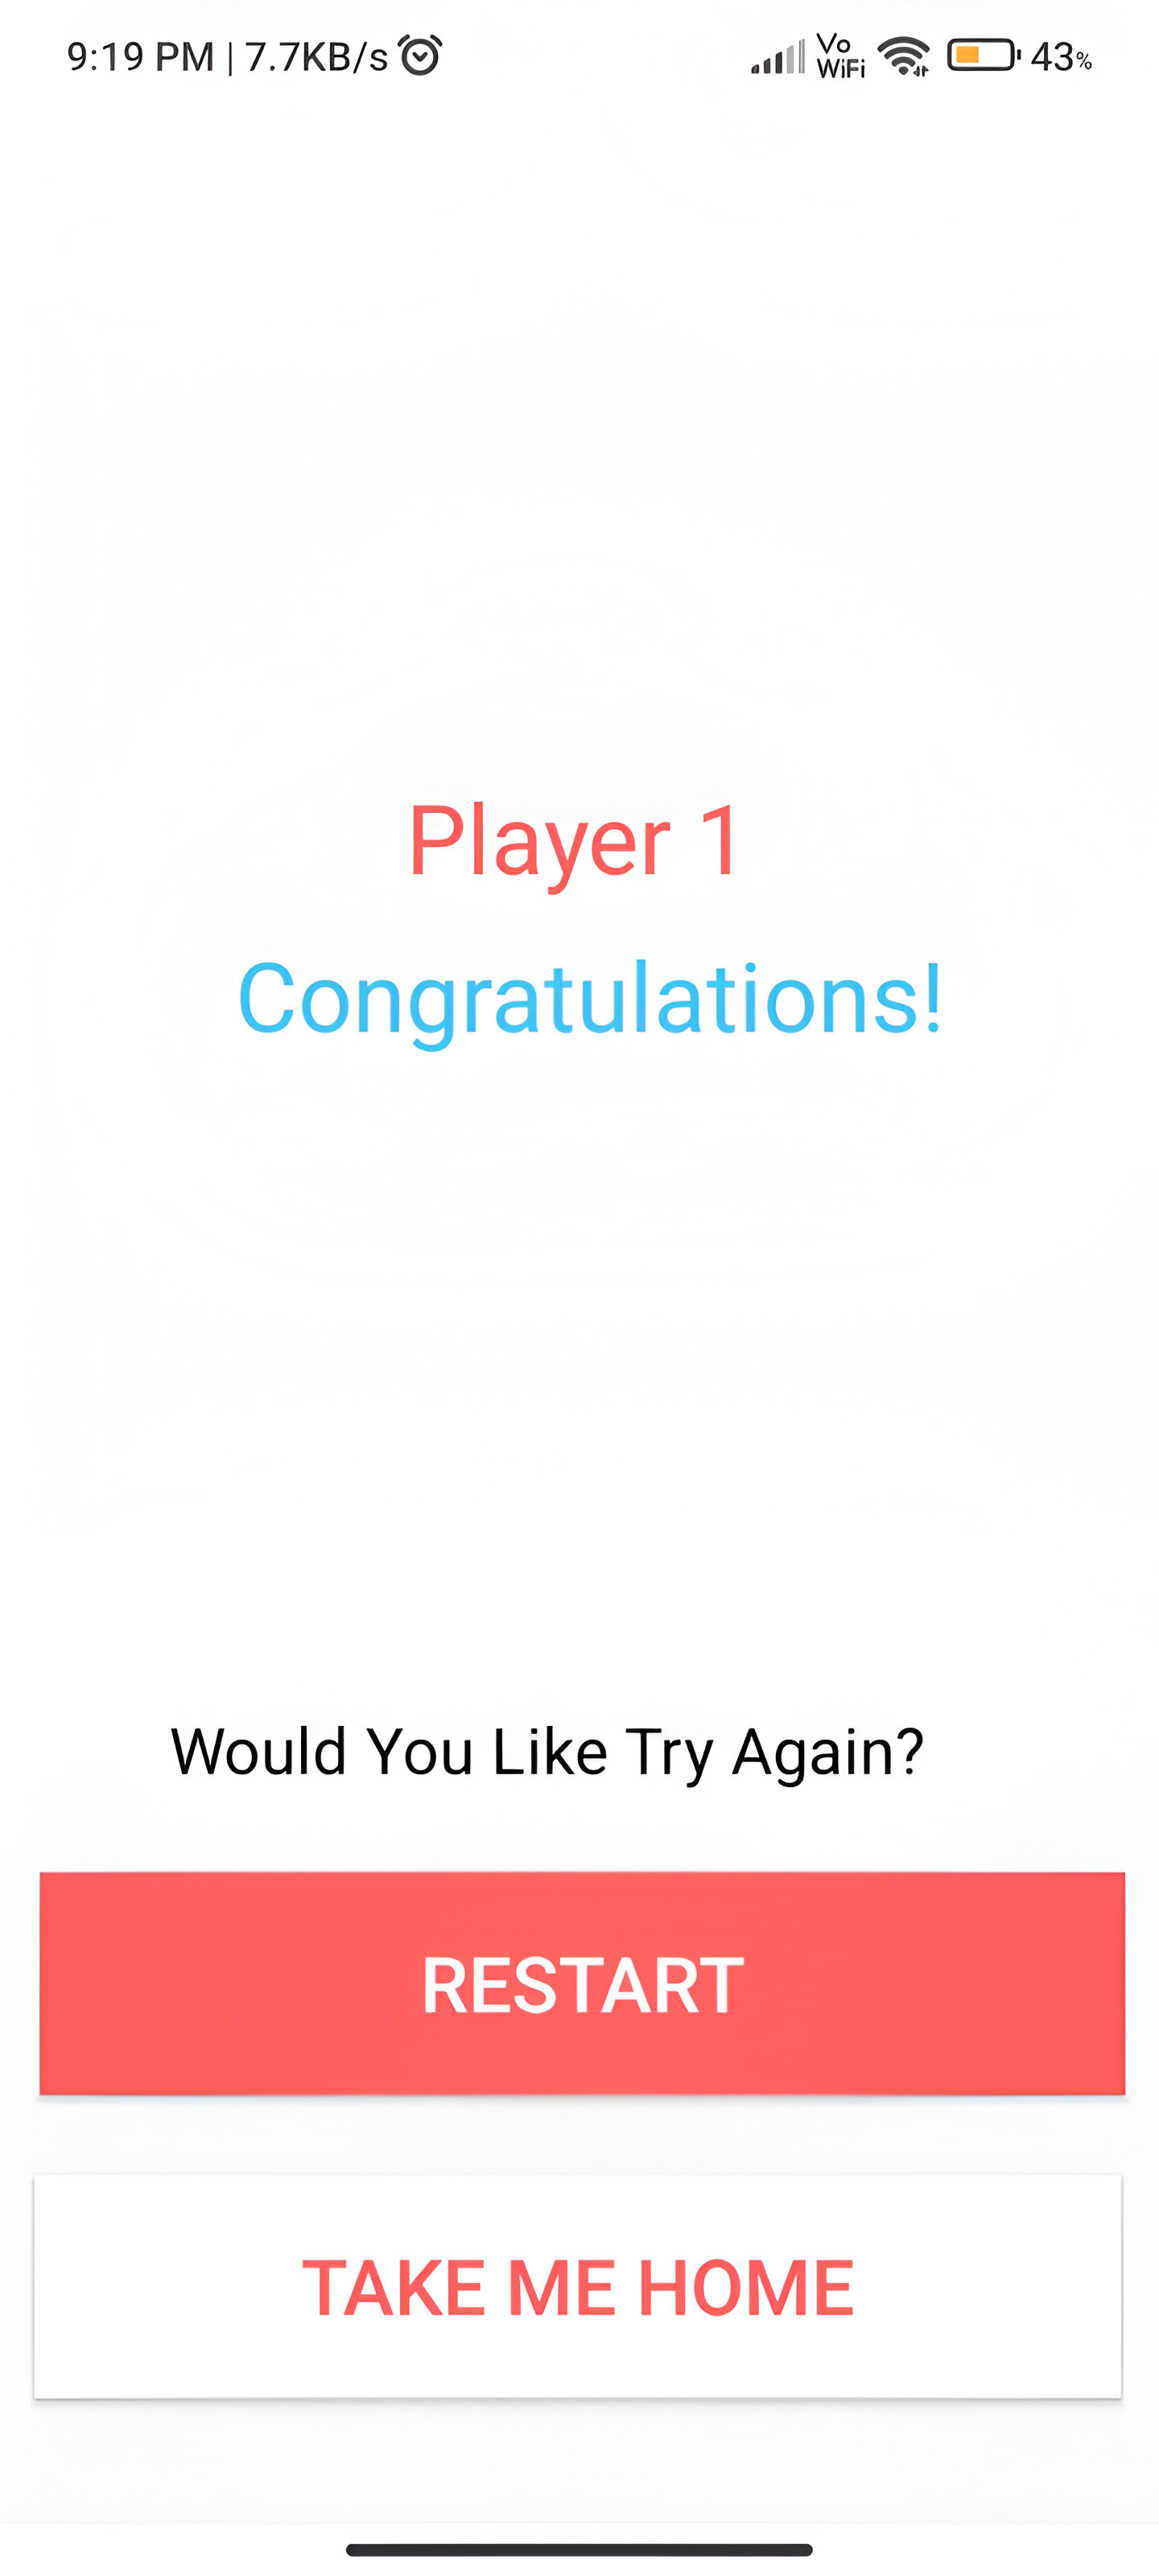 9:19 PM | 7.7KB/s Vo WiFi 43%
Player 1
Congratulations!
Would You Like Try Again?
RESTART
TAKE ME HOME